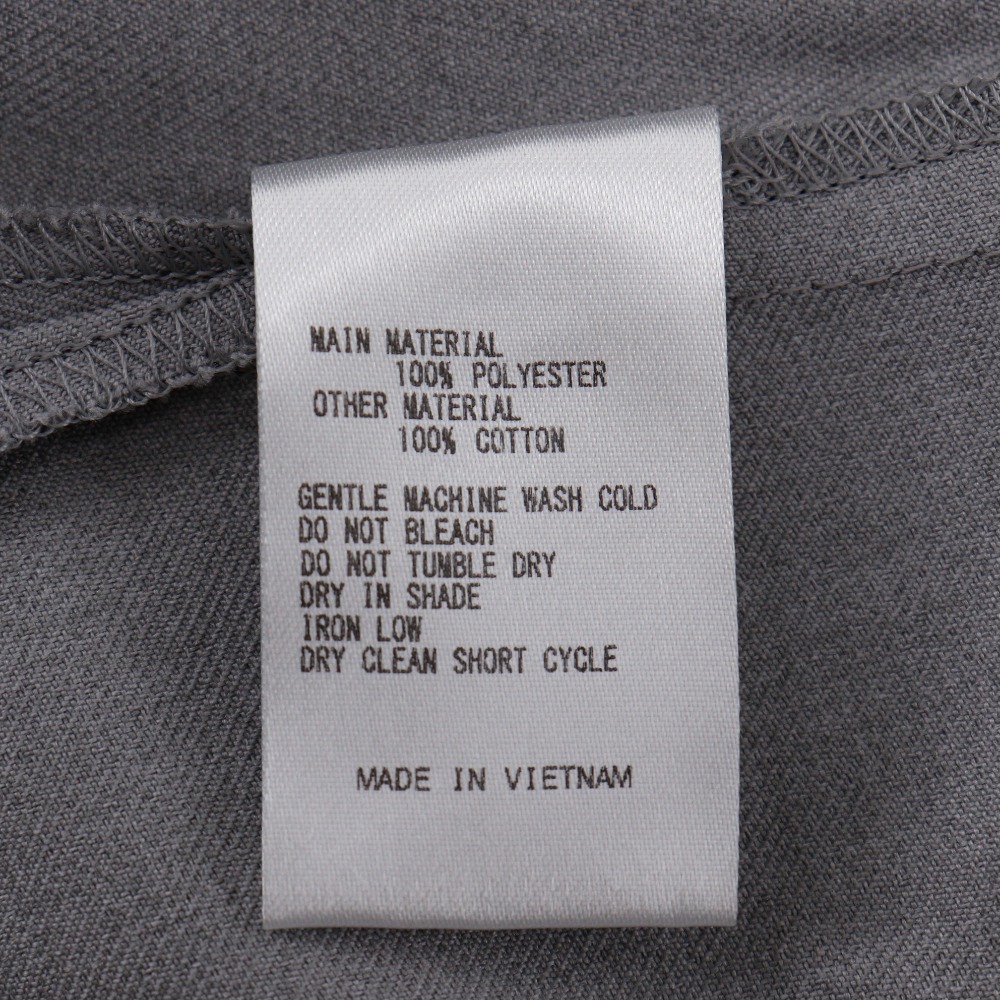 MAIN MATERIAL
100% POLYESTER
OTHER MATERIAL
100% COTTON
GENTLE MACHINE WASH COLD
DO NOT BLEACH
DO NOT TUMBLE DRY
DRY IN SHADE
IRON LOW
DRY CLEAN SHORT CYCLE
MADE IN VIETNAM